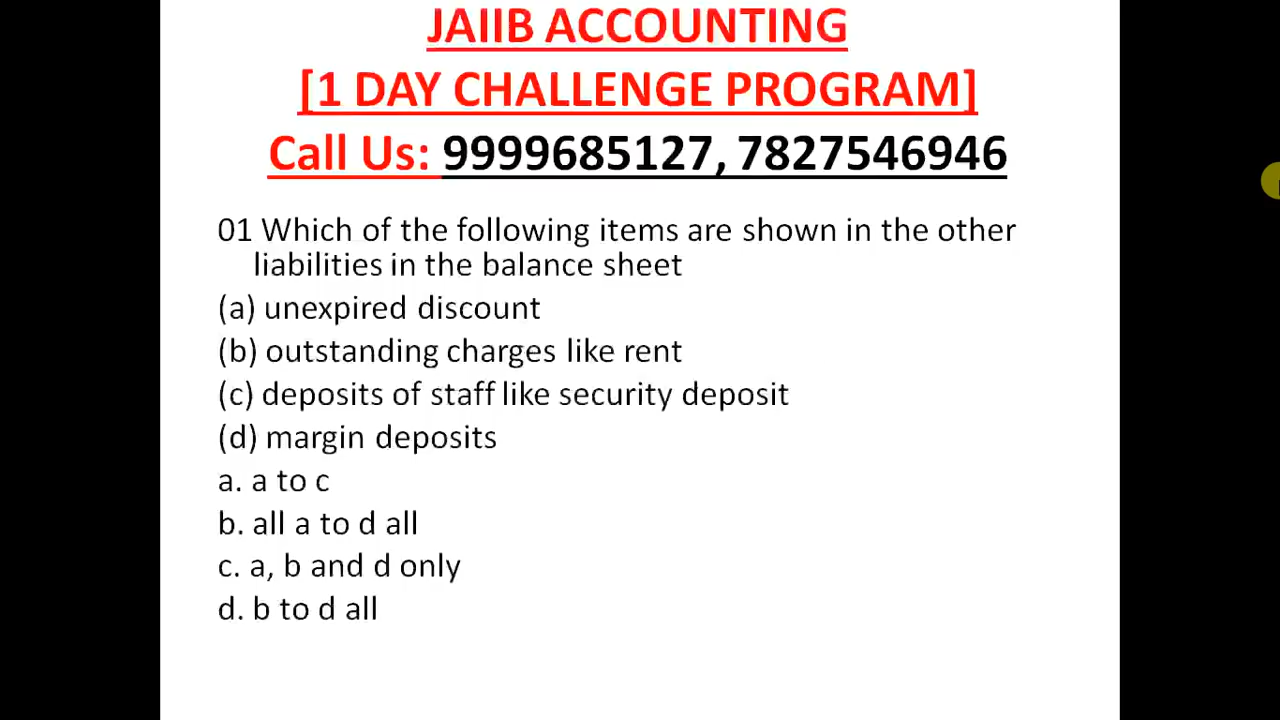 JAIIB ACCOUNTING
[1 DAY CHALLENGE PROGRAM]
Call Us: 9999685127, 7827546946
01 Which of the following items are shown in the other
liabilities in the balance sheet
(a) unexpired discount
(b) outstanding charges like rent
(c) deposits of staff like security deposit
(d) margin deposits
a. a to c
b. all a to d all
c. a, b and d only
d. b to d all